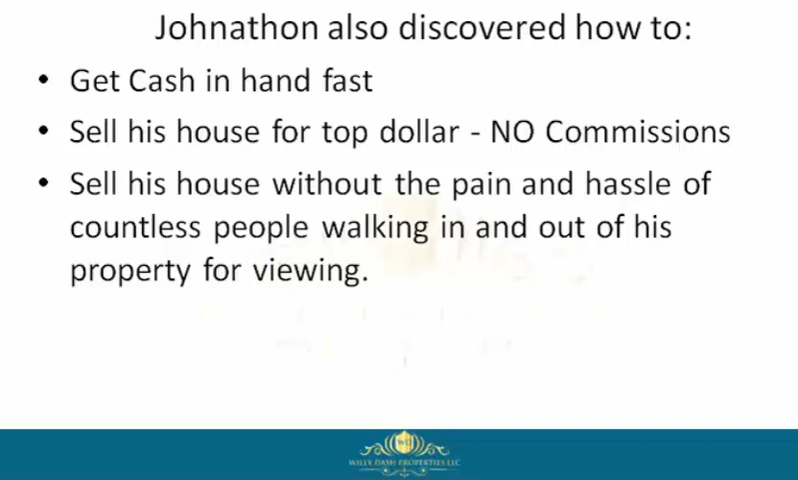 Johnathon also discovered how to:
• Get Cash in hand fast
• Sell his house for top dollar - NO Commissions
• Sell his house without the pain and hassle of
countless people walking in and out of his
property for viewing.
WILLY DASH PROPERTIES LLC